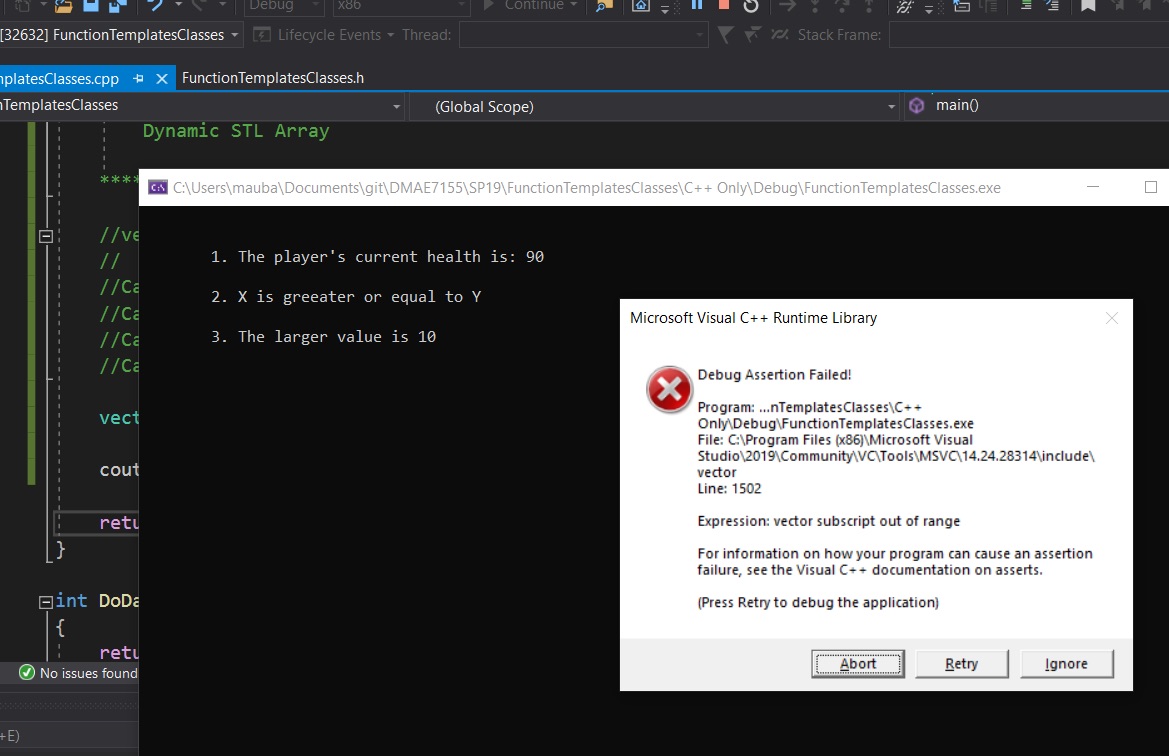 Debug x86 Continue
[32632] FunctionTemplatesClasses Lifecycle Events Thread: Stack Frame:
nplatesClasses.cpp FunctionTemplatesClasses.h
nTemplatesClasses (Global Scope) main()
Dynamic STL Array
****
C:\Users\mauba\Documents\git\DMAE7155\SP19\FunctionTemplatesClasses\C++ Only\Debug\FunctionTemplatesClasses.exe
//ve
//
//Ca
//Ca
//Ca
//Ca
vect
cout
retu
}
int DoDa
{
retu
No issues found
+E)
1. The player's current health is: 90
2. X is greeater or equal to Y
3. The larger value is 10
Microsoft Visual C++ Runtime Library
Debug Assertion Failed!
Program: ...nTemplatesClasses\C++
Only\Debug\FunctionTemplatesClasses.exe
File: C:\Program Files (x86)\Microsoft Visual
Studio\2019\Community\VC\Tools\MSVC\14.24.28314\include\
vector
Line: 1502
Expression: vector subscript out of range
For information on how your program can cause an assertion
failure, see the Visual C++ documentation on asserts.
(Press Retry to debug the application)
Abort Retry Ignore